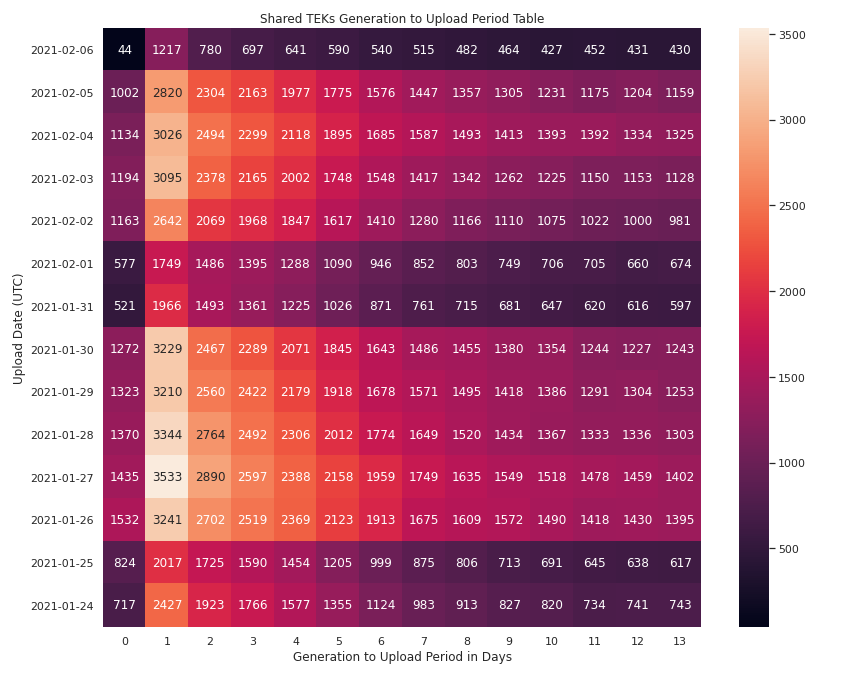 Shared TEKs Generation to Upload Period Table
2021-02-06 44 1217 780 697 641 590 540 515 482 464 427 452 431 430
2021-02-05 1002 2820 2304 2163 1977 1775 1576 1447 1357 1305 1231 1175 1204 1159
2021-02-04 1134 3026 2494 2299 2118 1895 1685 1587 1493 1413 1393 1392 1334 1325
2021-02-03 1194 3095 2378 2165 2002 1748 1548 1417 1342 1262 1225 1150 1153 1128
2021-02-02 1163 2642 2069 1968 1847 1617 1410 1280 1166 1110 1075 1022 1000 981
2021-02-01 577 1749 1486 1395 1288 1090 946 852 803 749 706 705 660 674
2021-01-31 521 1966 1493 1361 1225 1026 871 761 715 681 647 620 616 597
2021-01-30 1272 3229 2467 2289 2071 1845 1643 1486 1455 1380 1354 1244 1227 1243
2021-01-29 1323 3210 2560 2422 2179 1918 1678 1571 1495 1418 1386 1291 1304 1253
2021-01-28 1370 3344 2764 2492 2306 2012 1774 1649 1520 1434 1367 1333 1336 1303
2021-01-27 1435 3533 2890 2597 2388 2158 1959 1749 1635 1549 1518 1478 1459 1402
2021-01-26 1532 3241 2702 2519 2369 2123 1913 1675 1609 1572 1490 1418 1430 1395
2021-01-25 824 2017 1725 1590 1454 1205 999 875 806 713 691 645 638 617
2021-01-24 717 2427 1923 1766 1577 1355 1124 983 913 827 820 734 741 743
0 1 2 3 4 5 6 7 8 9 10 11 12 13
Generation to Upload Period in Days
Upload Date (UTC)
3500
3000
2500
2000
1500
1000
500